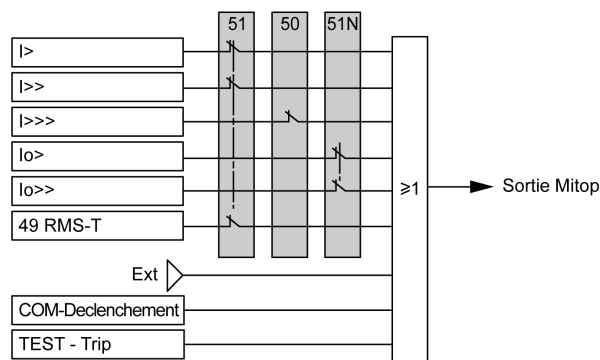 51 50 51N
I>
I>>
I>>>
Io>
Io>>
49 RMS-T
Ext
COM-Declenchement
TEST - Trip
≥1
Sortie Mitop